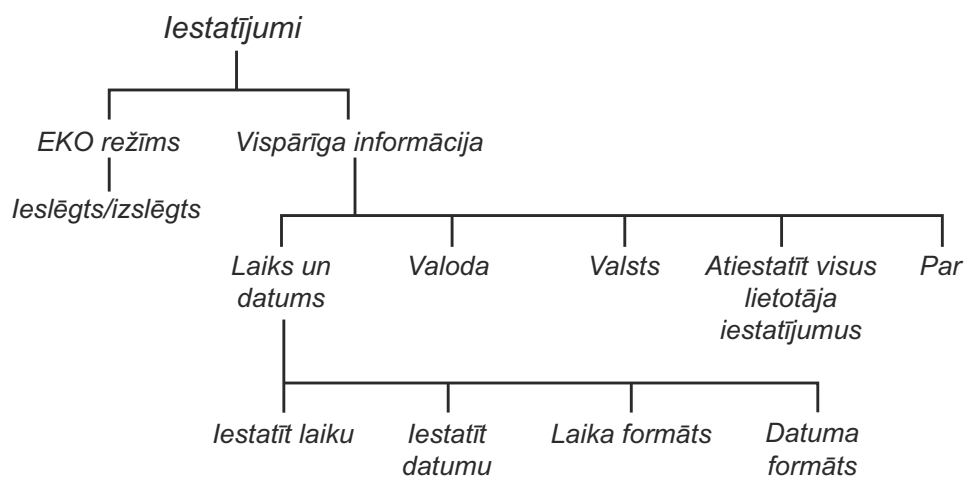 Iestatījumi
EKO režīms
Vispārīga informācija
Ieslēgts/izslēgts
Laiks un
datums
Valoda
Valsts
Atiestatīt visus
lietotāja
iestatījumus
Par
Iestatīt laiku
Iestatīt
datumu
Laika formāts
Datuma
formāts